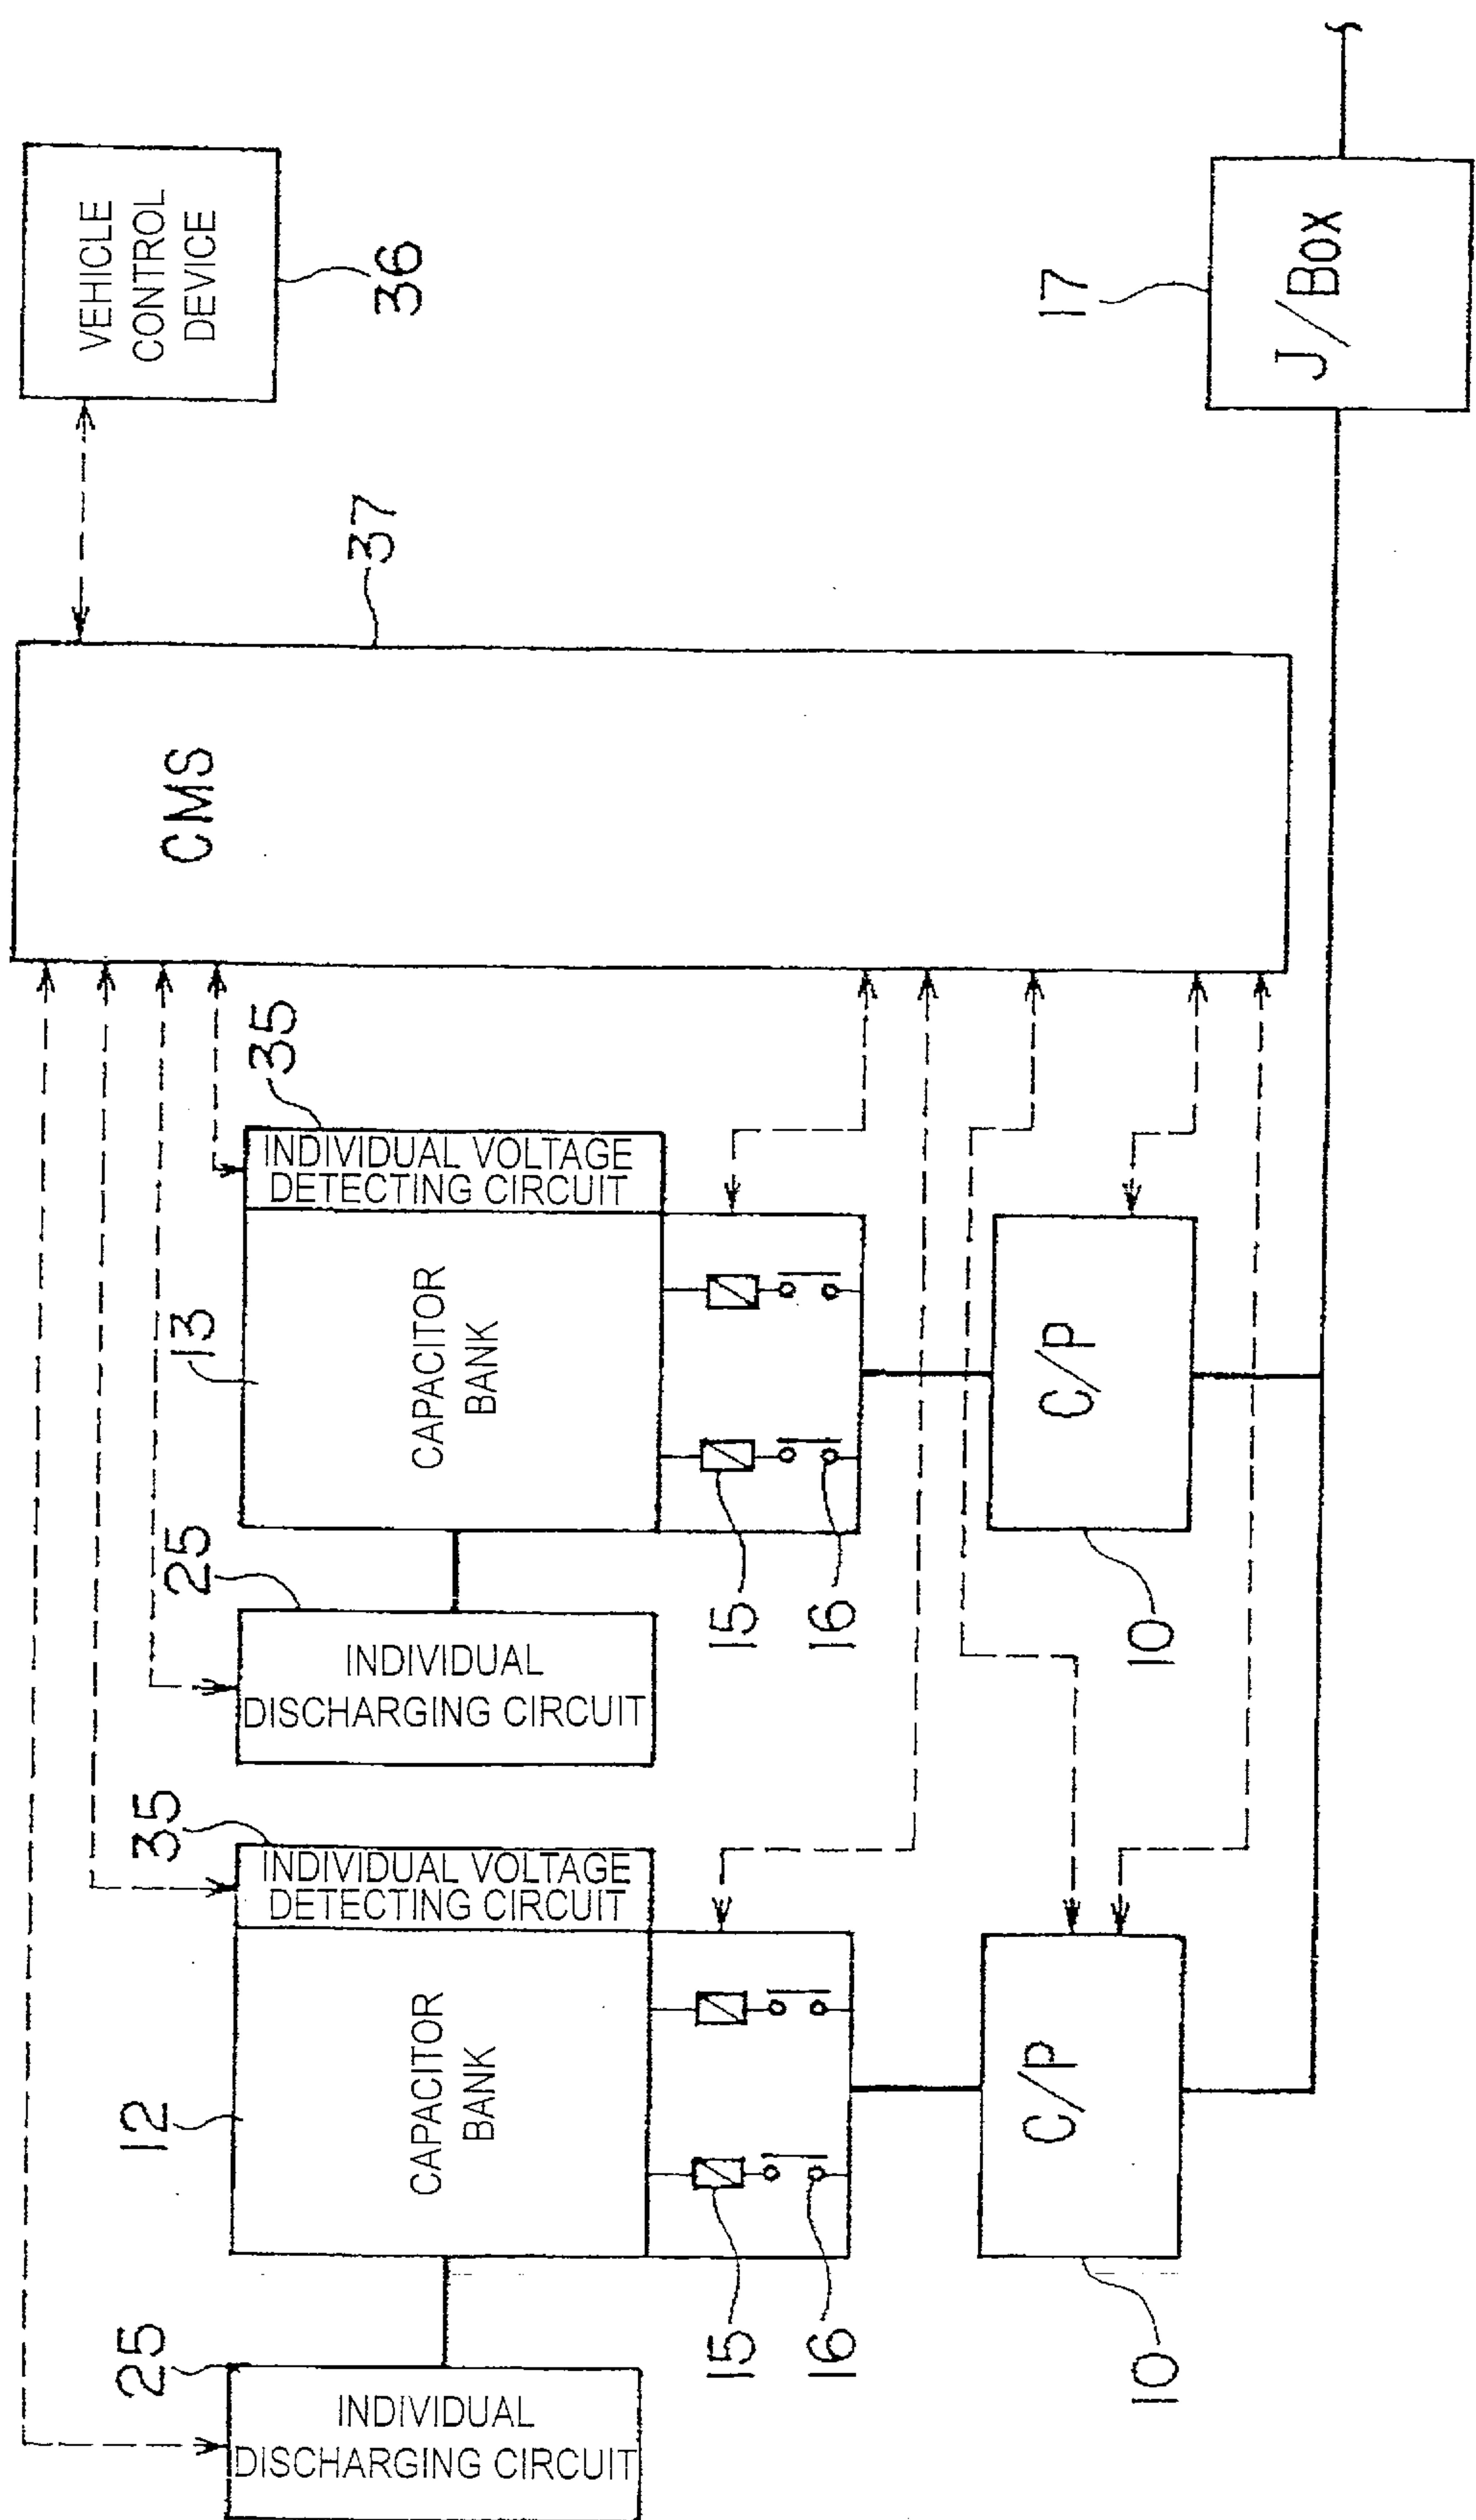 VEHICLE
CONTROL
DEVICE
36
17
J/Box
37
CMS
35
INDIVIDUAL VOLTAGE
DETECTING CIRCUIT
13
CAPACITOR
BANK
C/P
25
INDIVIDUAL
DISCHARGING CIRCUIT
15
16
10
35
INDIVIDUAL VOLTAGE
DETECTING CIRCUIT
12
CAPACITOR
BANK
C/P
25
INDIVIDUAL
DISCHARGING CIRCUIT
15
16
10